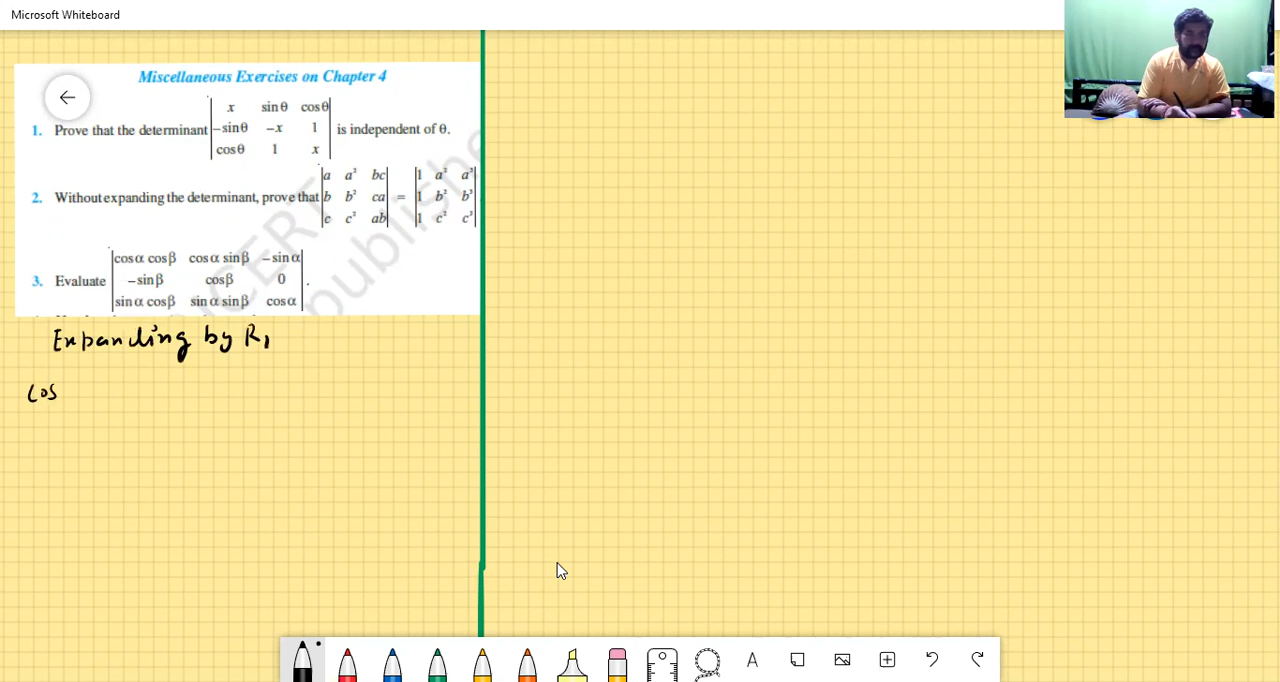 Microsoft Whiteboard
Miscellaneous Exercises on Chapter 4
1. Prove that the determinant |x sinθ cosθ| is independent of θ.
|−sinθ −x 1|
|cosθ 1 x|
2. Without expanding the determinant, prove that |a a² bc| = |1 a² a³|
|b b² ca| |1 b² b³|
|c c² ab| |1 c² c³|
3. Evaluate |cosα cosβ cosα sinβ −sinα|
|−sinβ cosβ 0| .
|sinα cosβ sinα sinβ cosα|
NCERT
publishe
Expanding by R₁
Cos
A